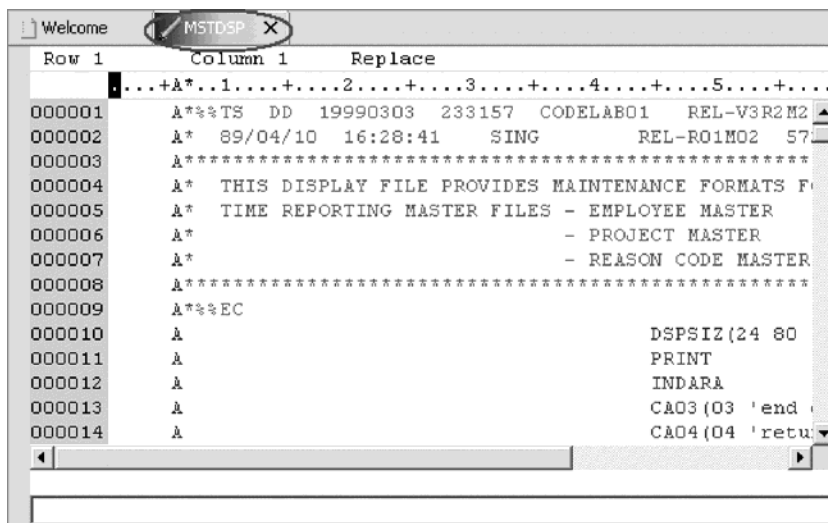 Welcome MSTDSP
Row 1 Column 1 Replace
....+A*..1....+....2....+....3....+....4....+....5....+....
000001 A*%%TS DD 19990303 233157 CODELAB01 REL-V3R2M2
000002 A* 89/04/10 16:28:41 SING REL-R01M02 57
000003 A****************************************************
000004 A* THIS DISPLAY FILE PROVIDES MAINTENANCE FORMATS F
000005 A* TIME REPORTING MASTER FILES - EMPLOYEE MASTER
000006 A* - PROJECT MASTER
000007 A* - REASON CODE MASTER
000008 A****************************************************
000009 A*%%EC
000010 A DSPSIZ(24 80
000011 A PRINT
000012 A INDARA
000013 A CA03(03 'end
000014 A CA04(04 'retu